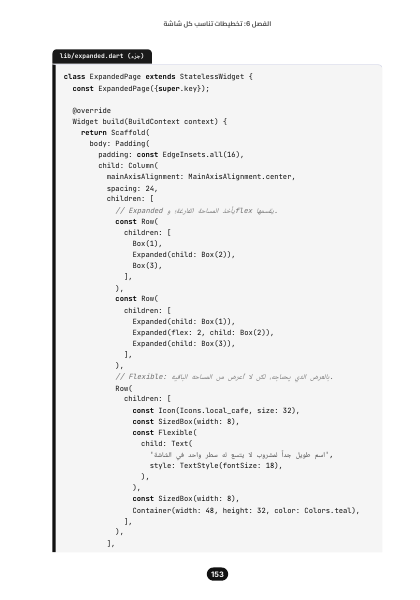 الفصل 6: تخطيطات تناسب كل شاشة
lib/expanded.dart (جزء)
class ExpandedPage extends StatelessWidget {
  const ExpandedPage({super.key});

  @override
  Widget build(BuildContext context) {
    return Scaffold(
      body: Padding(
        padding: const EdgeInsets.all(16),
        child: Column(
          mainAxisAlignment: MainAxisAlignment.center,
          spacing: 24,
          children: [
            // Expanded يأخذ المساحة الفارغة؛ و flex يقسمها.
            const Row(
              children: [
                Box(1),
                Expanded(child: Box(2)),
                Box(3),
              ],
            ),
            const Row(
              children: [
                Expanded(child: Box(1)),
                Expanded(flex: 2, child: Box(2)),
                Expanded(child: Box(3)),
              ],
            ),
            // Flexible: بالعرض الذي يحتاجه، لكن لا أعرض من المساحة الباقية.
            Row(
              children: [
                const Icon(Icons.local_cafe, size: 32),
                const SizedBox(width: 8),
                const Flexible(
                  child: Text(
                    'اسم طويل جداً لمشروب لا يتسع له سطر واحد في الشاشة',
                    style: TextStyle(fontSize: 18),
                  ),
                ),
                const SizedBox(width: 8),
                Container(width: 48, height: 32, color: Colors.teal),
              ],
            ),
          ],
153